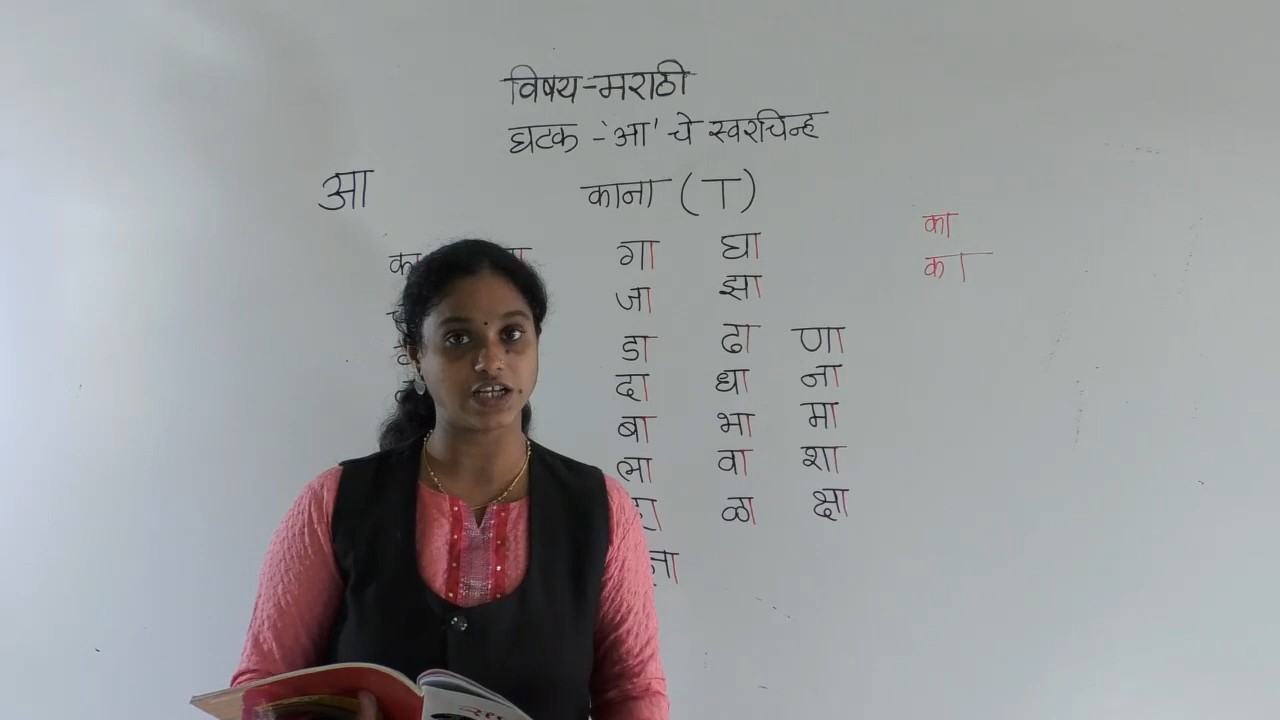 विषय-मराठी
घटक -'आ' चे स्वरचिन्ह
आ काना (ा)
का गा घा का
जा झा का
डा ढा णा
दा धा ना
बा भा मा
ला वा शा
ळा क्षा